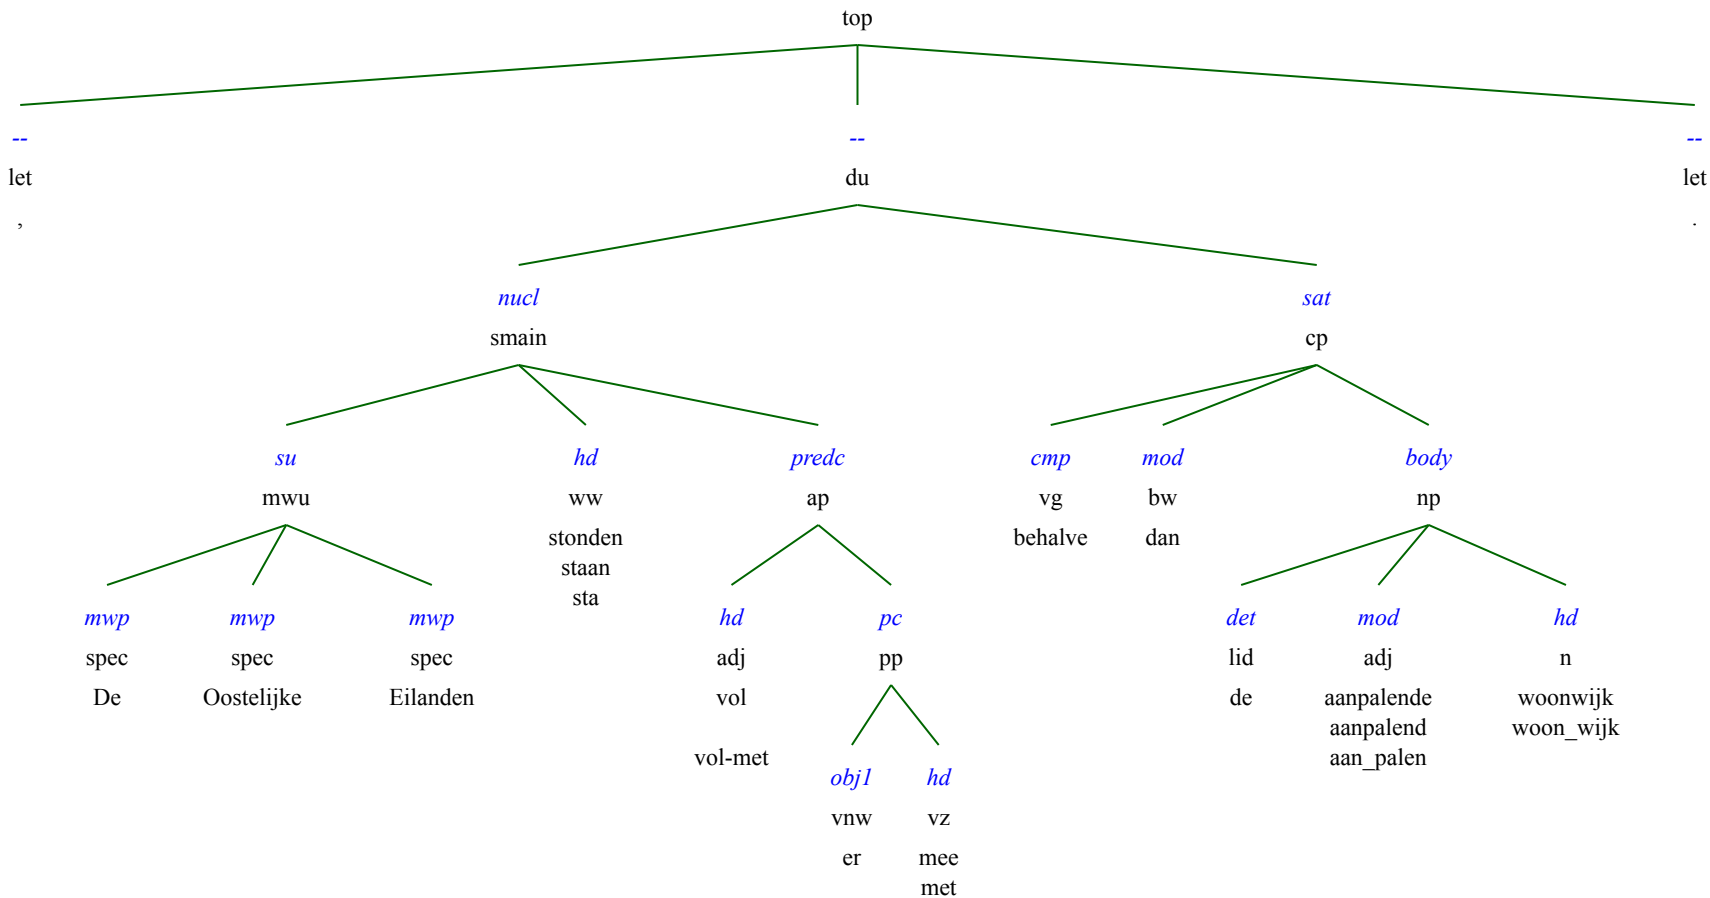 top
-- -- --
let du let
, .
nucl sat
smain cp
su hd predc cmp mod body
mwu ww ap vg bw np
stonden behalve dan
staan
sta
mwp mwp mwp hd pc det mod hd
spec spec spec adj pp lid adj n
De Oostelijke Eilanden vol de aanpalende woonwijk
aanpalend woon_wijk
vol-met aan_palen
obj1 hd
vnw vz
er mee
met